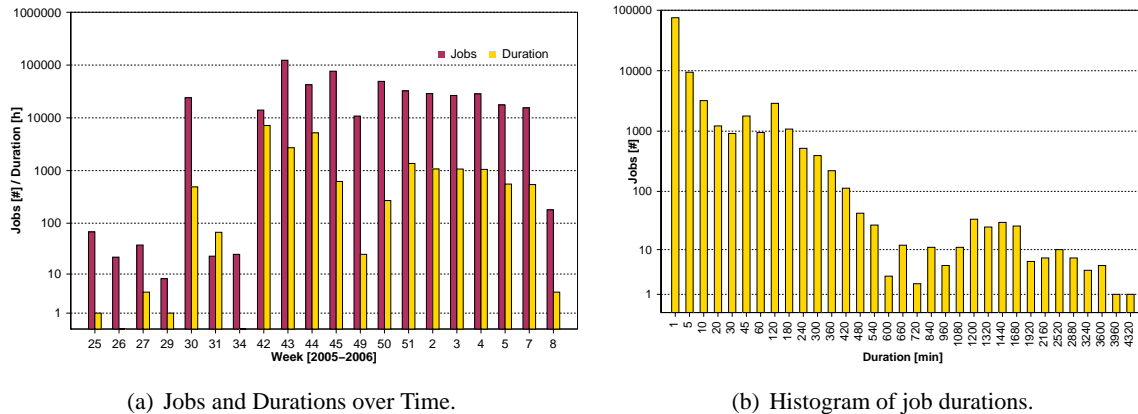 1000000
100000
10000
1000
100
10
1
Jobs [#] / Duration [h]
Jobs Duration
25 26 27 29 30 31 34 42 43 44 45 49 50 51 2 3 4 5 7 8
Week [2005−2006]
(a) Jobs and Durations over Time.
100000
10000
1000
100
10
1
Jobs [#]
1 5 10 20 30 45 60 120 180 240 300 360 420 480 540 600 660 720 840 960 1080 1200 1320 1440 1680 1920 2160 2520 2880 3240 3600 3960 4320
Duration [min]
(b) Histogram of job durations.